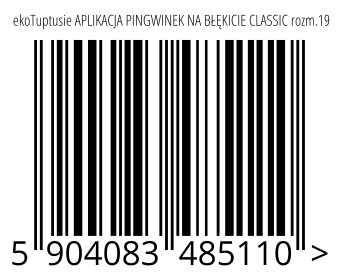 ekoTuptusie APLIKACJA PINGWINEK NA BŁĘKICIE CLASSIC rozm.19
5 904083 485110 >